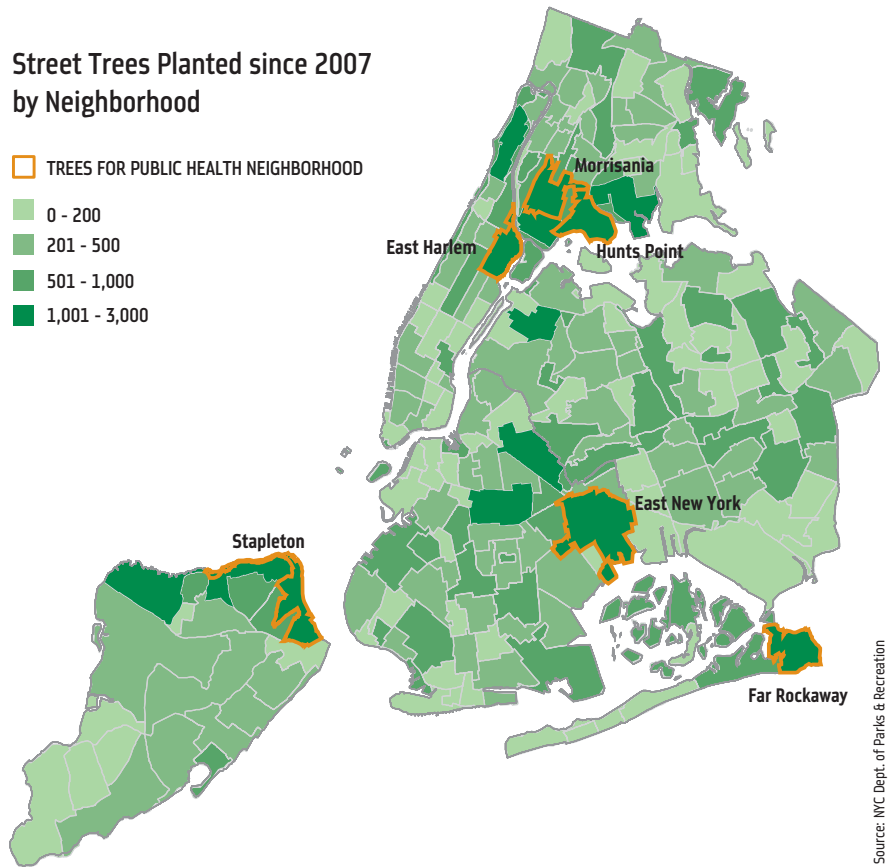 Street Trees Planted since 2007
by Neighborhood
TREES FOR PUBLIC HEALTH NEIGHBORHOOD
0 - 200
201 - 500
501 - 1,000
1,001 - 3,000
Morrisania
East Harlem
Hunts Point
East New York
Stapleton
Far Rockaway
Source: NYC Dept. of Parks & Recreation